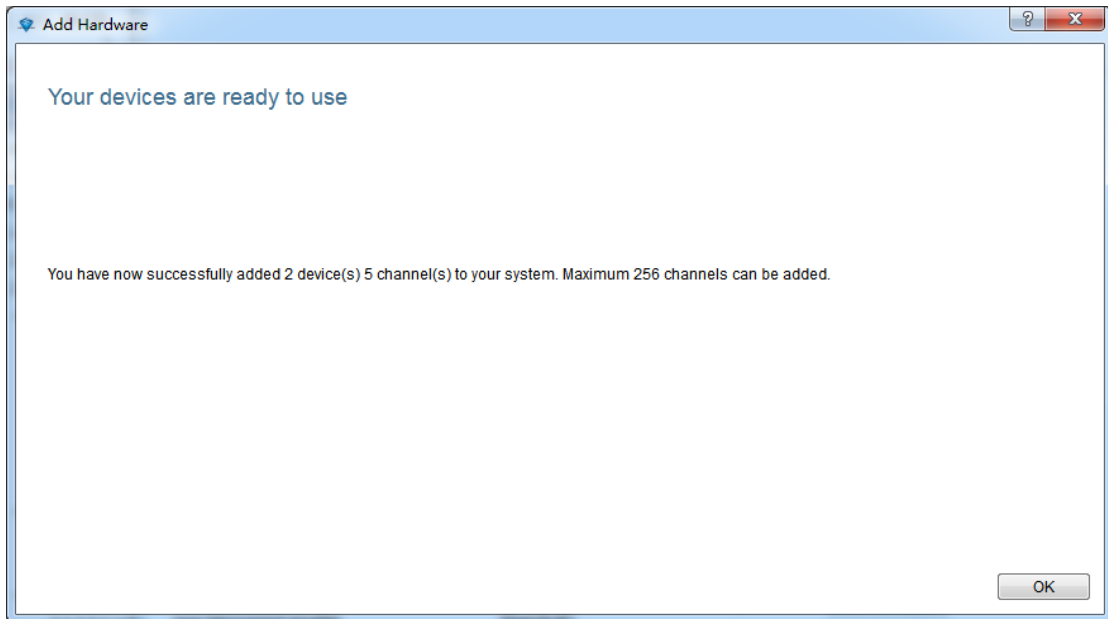 Add Hardware
?
X
Your devices are ready to use
You have now successfully added 2 device(s) 5 channel(s) to your system. Maximum 256 channels can be added.
OK